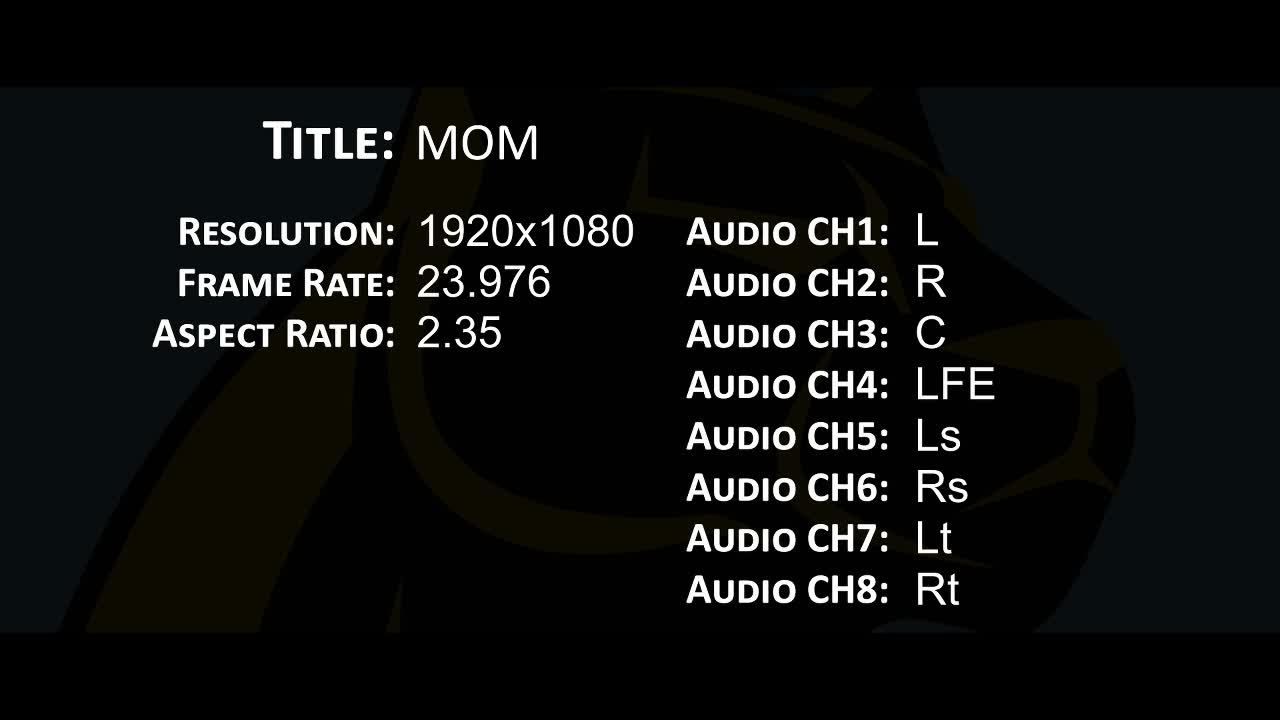 TITLE: MOM
RESOLUTION: 1920x1080
FRAME RATE: 23.976
ASPECT RATIO: 2.35
AUDIO CH1: L
AUDIO CH2: R
AUDIO CH3: C
AUDIO CH4: LFE
AUDIO CH5: Ls
AUDIO CH6: Rs
AUDIO CH7: Lt
AUDIO CH8: Rt